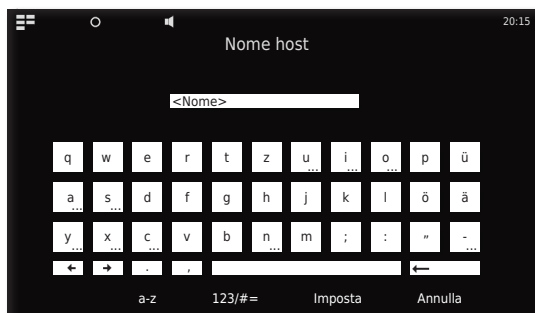 20:15
Nome host
<Nome>
q w e r t z u... i... o... p ü
a... s... d f g h j k l ö ä
y... x... c... v b n... m ; : " -...
← → . , ←
a-z 123/#= Imposta Annulla